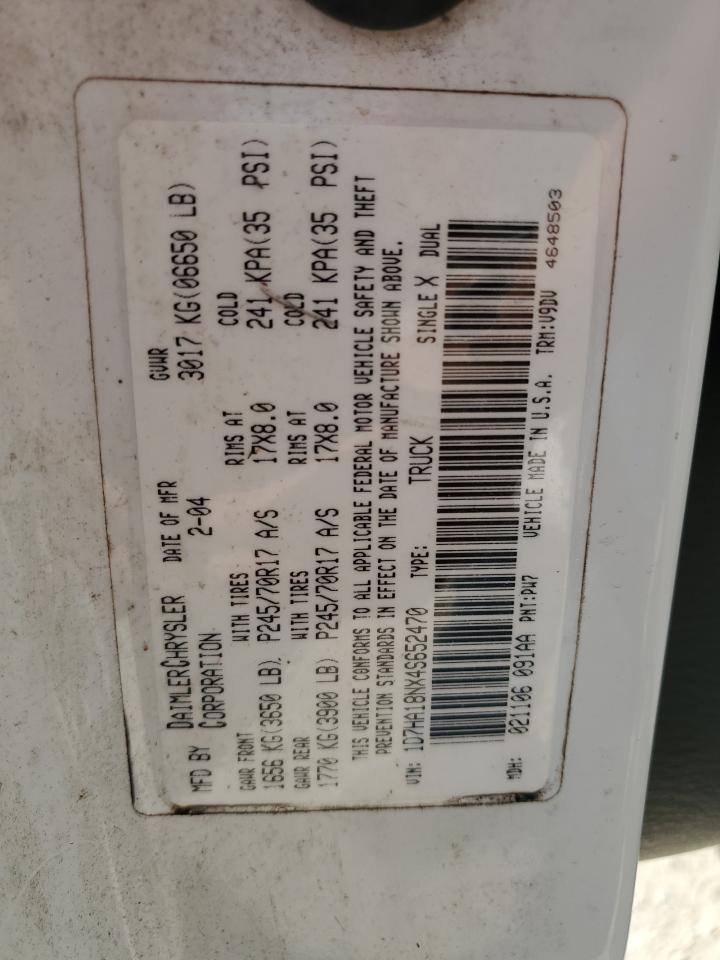 MFD BY DAIMLERCHRYSLER CORPORATION DATE OF MFR 2-04 GVWR 3017 KG(06650 LB)
GAWR FRONT WITH TIRES RIMS AT COLD
1656 KG(3650 LB) P245/70R17 A/S 17X8.0 241 KPA(35 PSI)
GAWR REAR WITH TIRES RIMS AT COLD
1770 KG(3900 LB) P245/70R17 A/S 17X8.0 241 KPA(35 PSI)
THIS VEHICLE CONFORMS TO ALL APPLICABLE FEDERAL MOTOR VEHICLE SAFETY AND THEFT
PREVENTION STANDARDS IN EFFECT ON THE DATE OF MANUFACTURE SHOWN ABOVE.
VIN: 1D7HA18NX4S652470 TYPE: TRUCK SINGLE X DUAL
MDH: 021106 091AA PNT:PW7 VEHICLE MADE IN U.S.A. TRM:V9DV 4648503